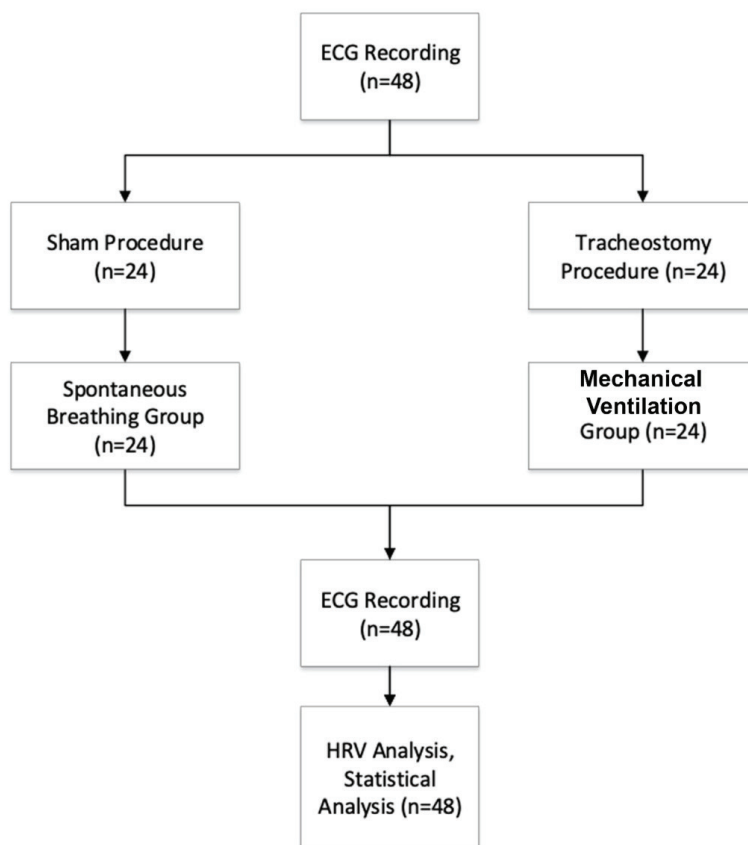 ECG Recording
(n=48)
Sham Procedure
(n=24)
Tracheostomy
Procedure (n=24)
Spontaneous
Breathing Group
(n=24)
Mechanical
Ventilation
Group (n=24)
ECG Recording
(n=48)
HRV Analysis,
Statistical
Analysis (n=48)